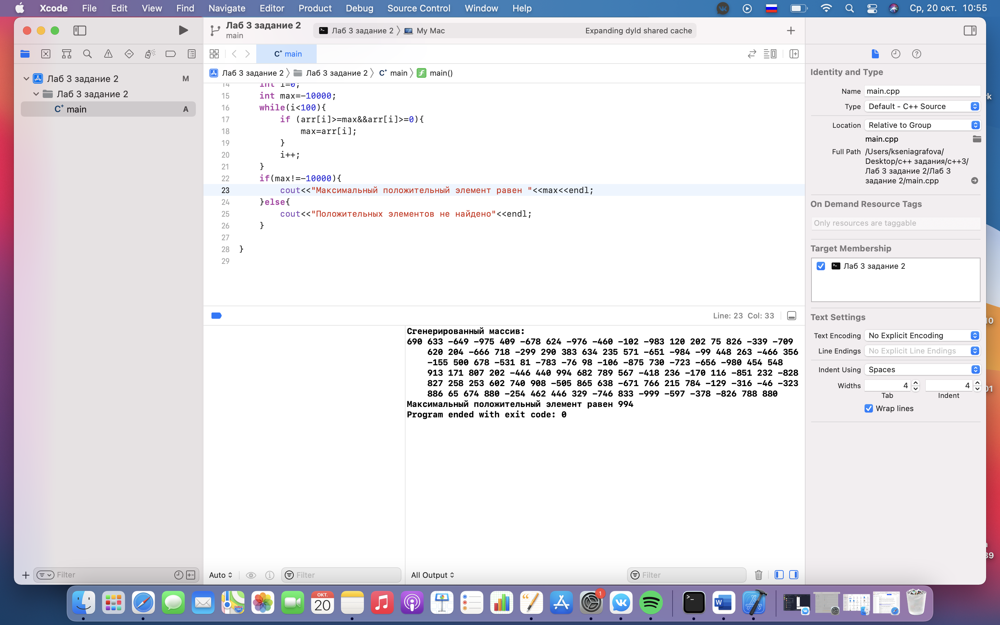 Xcode File Edit View Find Navigate Editor Product Debug Source Control Window Help Ср, 20 окт. 10:55
Лаб 3 задание 2
main
Лаб 3 задание 2 〉 My Mac Expanding dyld shared cache
C+ main
Лаб 3 задание 2 M
Лаб 3 задание 2
C+ main A
Лаб 3 задание 2 〉 Лаб 3 задание 2 〉 C+ main 〉 f main()
14 int i=0;
15 int max=-10000;
16 while(i<100){
17 if (arr[i]>=max&&arr[i]>=0){
18 max=arr[i];
19 }
20 i++;
21 }
22 if(max!=-10000){
23 cout<<"Максимальный положительный элемент равен "<<max<<endl;
24 }else{
25 cout<<"Положительных элементов не найдено"<<endl;
26 }
27
28 }
29
Line: 23 Col: 33
Сгенерированный массив:
690 633 -649 -975 409 -678 624 -976 -460 -102 -983 120 202 75 826 -339 -709
620 204 -666 718 -299 290 383 634 235 571 -651 -984 -99 448 263 -466 356
-155 500 678 -531 81 -783 -76 98 -106 -875 730 -723 -656 -980 454 548
913 171 807 202 -446 440 994 682 789 567 -418 236 -170 116 -851 232 -828
827 258 253 602 740 908 -505 865 638 -671 766 215 784 -129 -316 -46 -323
886 65 674 880 -254 462 446 329 -746 833 -999 -597 -378 -826 788 880
Максимальный положительный элемент равен 994
Program ended with exit code: 0
Filter
Auto
Filter
All Output
Filter
Identity and Type
Name main.cpp
Type Default - C++ Source
Location Relative to Group
main.cpp
Full Path /Users/kseniagrafova/
Desktop/c++ задания/c++3/
Лаб 3 задание 2/Лаб 3
задание 2/main.cpp
On Demand Resource Tags
Only resources are taggable
Target Membership
Лаб 3 задание 2
Text Settings
Text Encoding No Explicit Encoding
Line Endings No Explicit Line Endings
Indent Using Spaces
Widths 4 4
Tab Indent
Wrap lines
ОКТ.
20
280
1
W